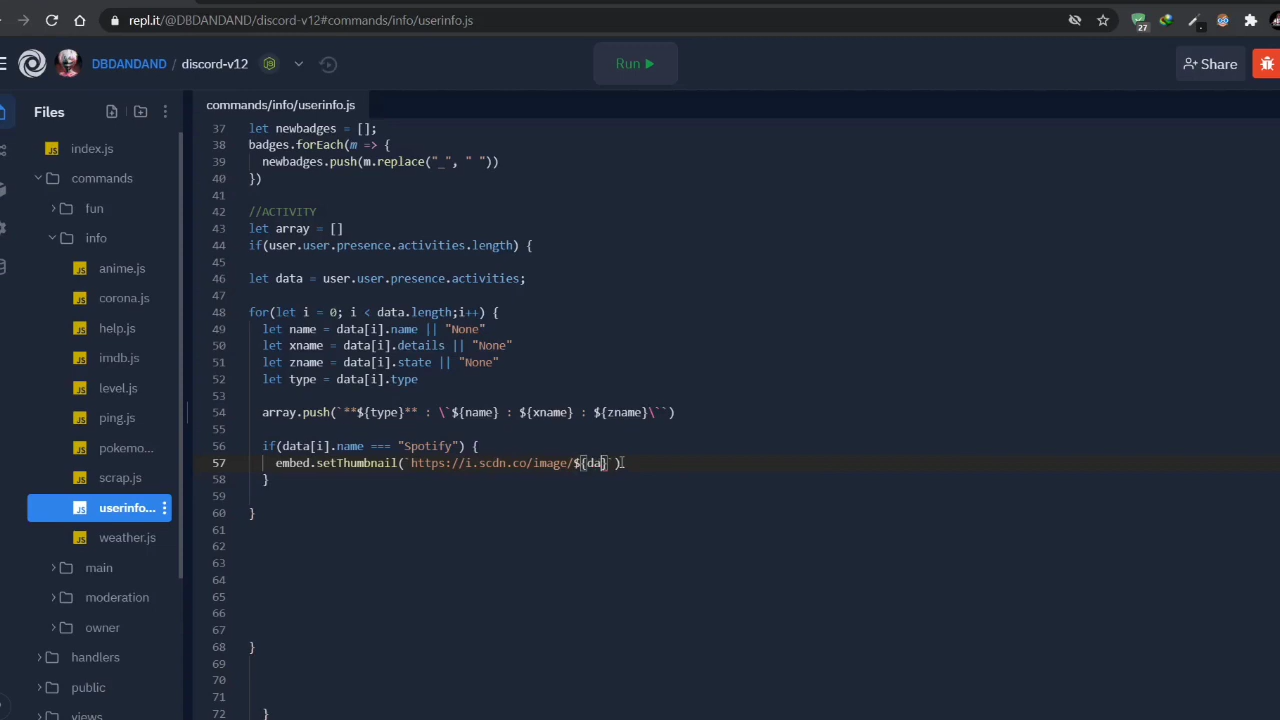 repl.it/@DBDANDAND/discord-v12#commands/info/userinfo.js
27
DBDANDAND / discord-v12
Run
Share
Files
commands/info/userinfo.js
index.js
commands
fun
info
anime.js
corona.js
help.js
imdb.js
level.js
ping.js
pokemo...
scrap.js
userinfo...
weather.js
main
moderation
owner
handlers
public
views
37 let newbadges = [];
38 badges.forEach(m => {
39 newbadges.push(m.replace("_", " "))
40 })
41
42 //ACTIVITY
43 let array = []
44 if(user.user.presence.activities.length) {
45
46 let data = user.user.presence.activities;
47
48 for(let i = 0; i < data.length;i++) {
49 let name = data[i].name || "None"
50 let xname = data[i].details || "None"
51 let zname = data[i].state || "None"
52 let type = data[i].type
53
54 array.push(`**${type}** : \`${name} : ${xname} : ${zname}\``)
55
56 if(data[i].name === "Spotify") {
57 embed.setThumbnail(`https://i.scdn.co/image/${da}`)
58 }
59
60 }
61
62
63
64
65
66
67
68 }
69
70
71
72 }